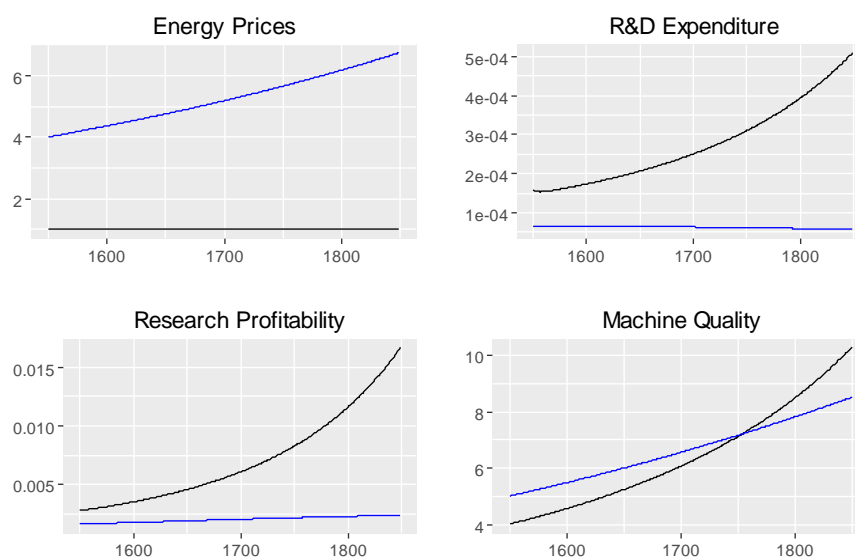 Energy Prices
6
4
2
1600 1700 1800
R&D Expenditure
5e-04
4e-04
3e-04
2e-04
1e-04
1600 1700 1800
Research Profitability
0.015
0.010
0.005
1600 1700 1800
Machine Quality
10
8
6
4
1600 1700 1800